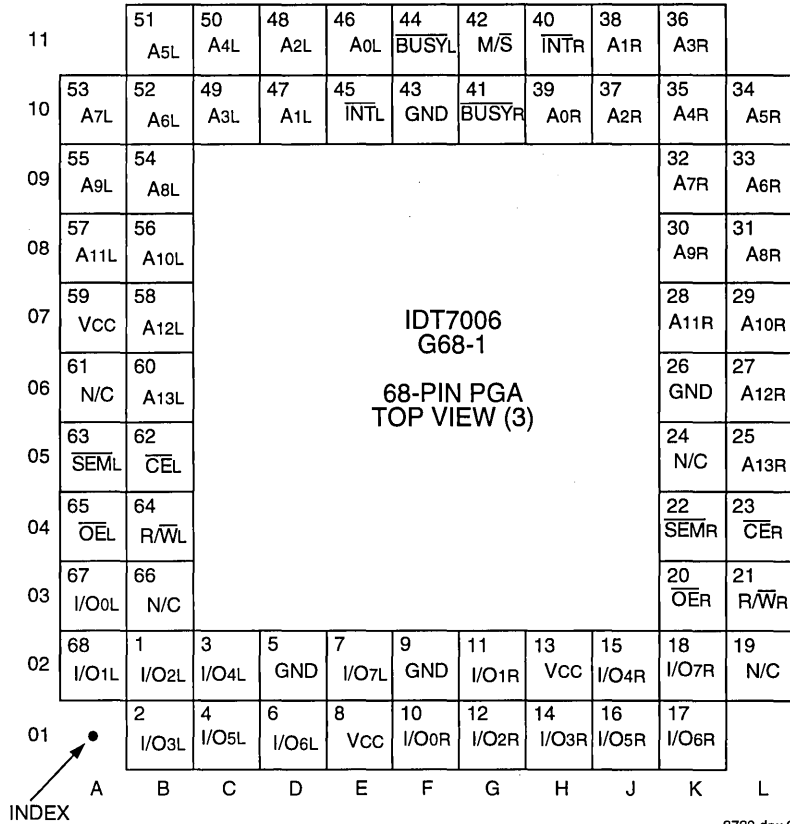 11 51 A5L 50 A4L 48 A2L 46 A0L 44 BUSYL 42 M/S̅ 40 INTR 38 A1R 36 A3R
10 53 A7L 52 A6L 49 A3L 47 A1L 45 INTL 43 GND 41 BUSYR 39 A0R 37 A2R 35 A4R 34 A5R
09 55 A9L 54 A8L 32 A7R 33 A6R
08 57 A11L 56 A10L 30 A9R 31 A8R
07 59 VCC 58 A12L 28 A11R 29 A10R
IDT7006
G68-1
06 61 N/C 60 A13L 26 GND 27 A12R
68-PIN PGA
TOP VIEW (3)
05 63 SEML 62 CEL 24 N/C 25 A13R
04 65 OEL 64 R/W̅L 22 SEMR 23 CER
03 67 I/O0L 66 N/C 20 OER 21 R/W̅R
02 68 I/O1L 1 I/O2L 3 I/O4L 5 GND 7 I/O7L 9 GND 11 I/O1R 13 VCC 15 I/O4R 18 I/O7R 19 N/C
01 2 I/O3L 4 I/O5L 6 I/O6L 8 VCC 10 I/O0R 12 I/O2R 14 I/O3R 16 I/O5R 17 I/O6R
A B C D E F G H J K L
INDEX